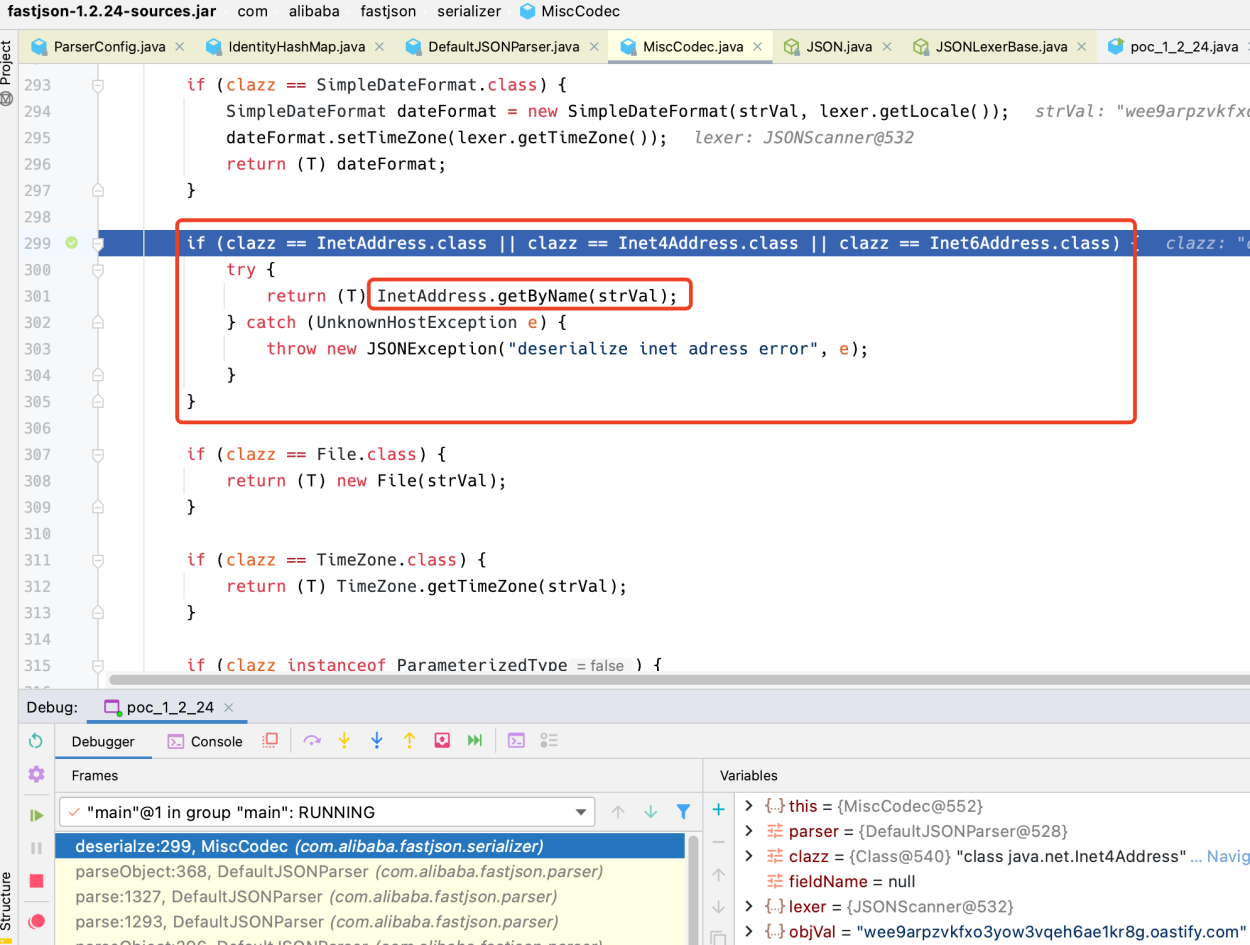 fastjson-1.2.24-sources.jar com alibaba fastjson serializer MiscCodec
Project
ParserConfig.java IdentityHashMap.java DefaultJSONParser.java MiscCodec.java JSON.java JSONLexerBase.java poc_1_2_24.java
293 if (clazz == SimpleDateFormat.class) {
294 SimpleDateFormat dateFormat = new SimpleDateFormat(strVal, lexer.getLocale()); strVal: "wee9arpzvkfxo
295 dateFormat.setTimeZone(lexer.getTimeZone()); lexer: JSONScanner@532
296 return (T) dateFormat;
297 }
298
299 if (clazz == InetAddress.class || clazz == Inet4Address.class || clazz == Inet6Address.class) { clazz: "c
300 try {
301 return (T) InetAddress.getByName(strVal);
302 } catch (UnknownHostException e) {
303 throw new JSONException("deserialize inet adress error", e);
304 }
305 }
306
307 if (clazz == File.class) {
308 return (T) new File(strVal);
309 }
310
311 if (clazz == TimeZone.class) {
312 return (T) TimeZone.getTimeZone(strVal);
313 }
314
315 if (clazz instanceof ParameterizedType = false ) {
Debug: poc_1_2_24
Debugger Console
Frames Variables
"main"@1 in group "main": RUNNING
deserialze:299, MiscCodec (com.alibaba.fastjson.serializer)
parseObject:368, DefaultJSONParser (com.alibaba.fastjson.parser)
parse:1327, DefaultJSONParser (com.alibaba.fastjson.parser)
parse:1293, DefaultJSONParser (com.alibaba.fastjson.parser)
this = {MiscCodec@552}
parser = {DefaultJSONParser@528}
clazz = {Class@540} "class java.net.Inet4Address" ... Navig
fieldName = null
lexer = {JSONScanner@532}
objVal = "wee9arpzvkfxo3yow3vqeh6ae1kr8g.oastify.com"
Structure